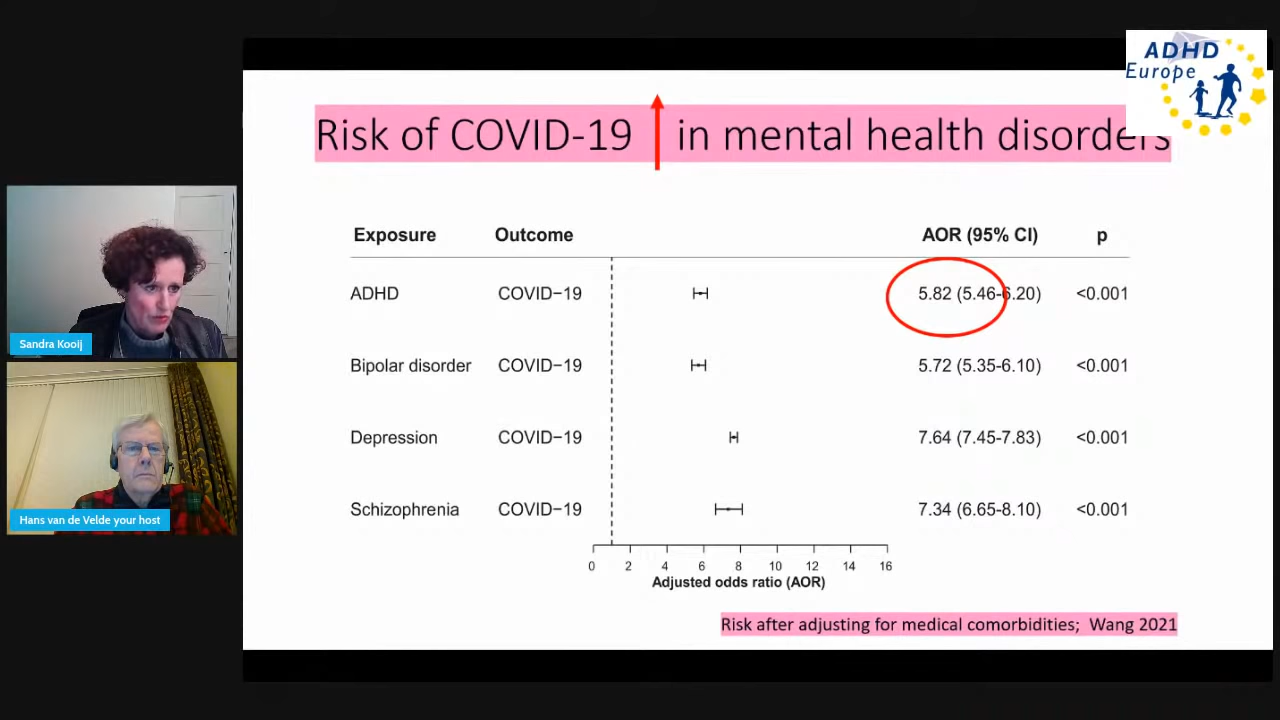 ADHD
Europe
Risk of COVID-19 in mental health disorders
Exposure Outcome AOR (95% CI) p
ADHD COVID−19 5.82 (5.46-6.20) <0.001
Bipolar disorder COVID−19 5.72 (5.35-6.10) <0.001
Depression COVID−19 7.64 (7.45-7.83) <0.001
Schizophrenia COVID−19 7.34 (6.65-8.10) <0.001
0 2 4 6 8 10 12 14 16
Adjusted odds ratio (AOR)
Risk after adjusting for medical comorbidities; Wang 2021
Sandra Kooij
Hans van de Velde your host